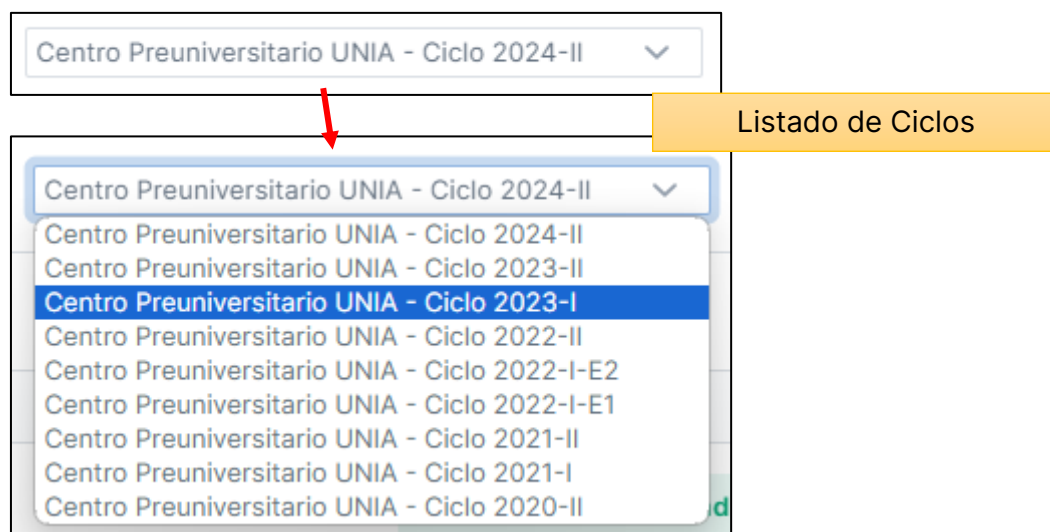 Centro Preuniversitario UNIA - Ciclo 2024-II
Listado de Ciclos
Centro Preuniversitario UNIA - Ciclo 2024-II
Centro Preuniversitario UNIA - Ciclo 2024-II
Centro Preuniversitario UNIA - Ciclo 2023-II
Centro Preuniversitario UNIA - Ciclo 2023-I
Centro Preuniversitario UNIA - Ciclo 2022-II
Centro Preuniversitario UNIA - Ciclo 2022-I-E2
Centro Preuniversitario UNIA - Ciclo 2022-I-E1
Centro Preuniversitario UNIA - Ciclo 2021-II
Centro Preuniversitario UNIA - Ciclo 2021-I
Centro Preuniversitario UNIA - Ciclo 2020-II